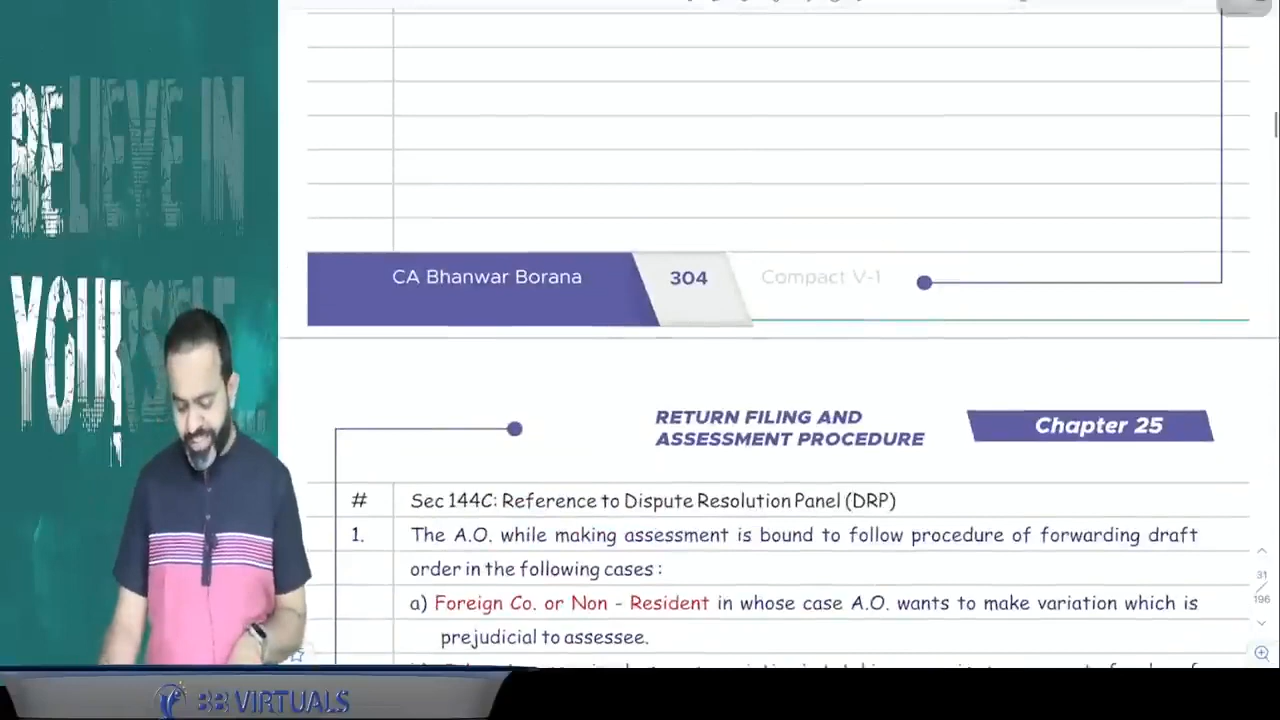 BELIEVE IN
YOURSELF
!
CA Bhanwar Borana
304
Compact V-1
RETURN FILING AND
ASSESSMENT PROCEDURE
Chapter 25
# Sec 144C: Reference to Dispute Resolution Panel (DRP)
1. The A.O. while making assessment is bound to follow procedure of forwarding draft
order in the following cases :
a) Foreign Co. or Non - Resident in whose case A.O. wants to make variation which is
prejudicial to assessee.
31
/
196
BB VIRTUALS